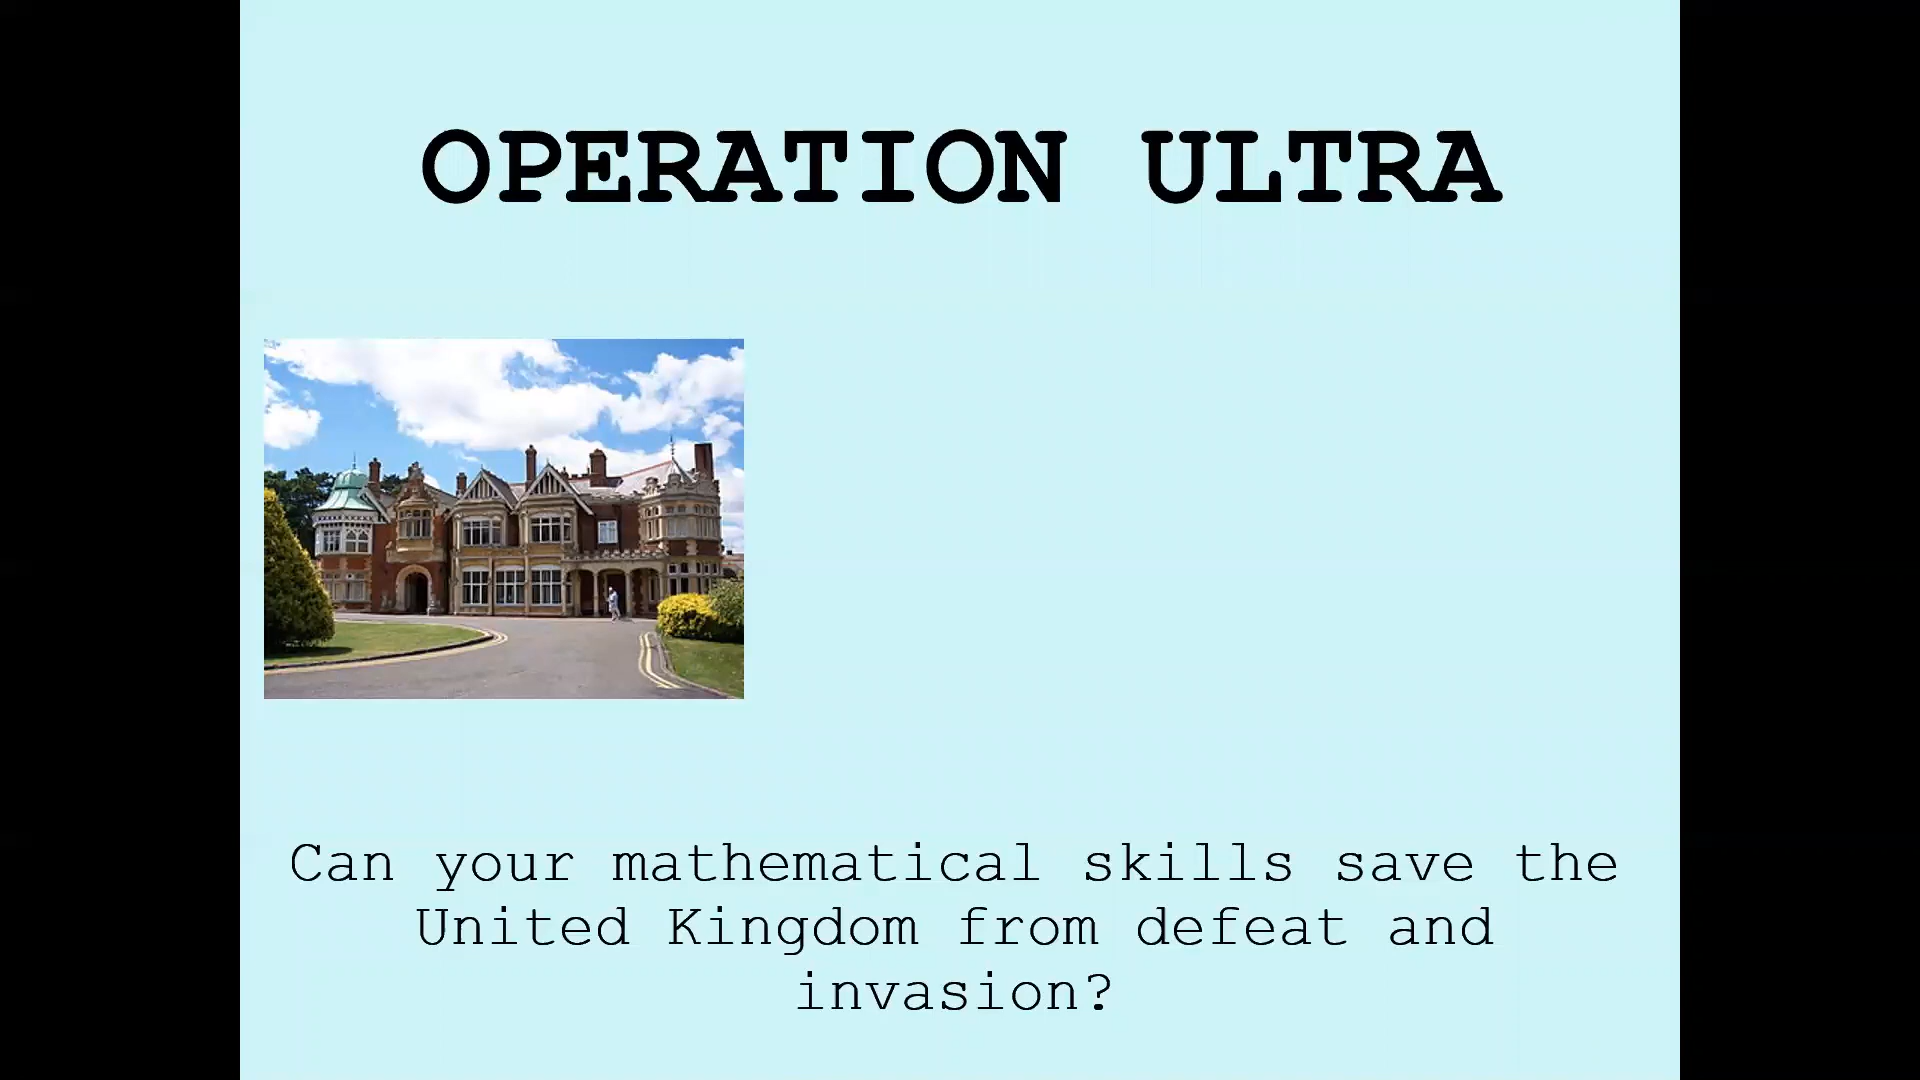 OPERATION ULTRA
Can your mathematical skills save the
United Kingdom from defeat and
invasion?